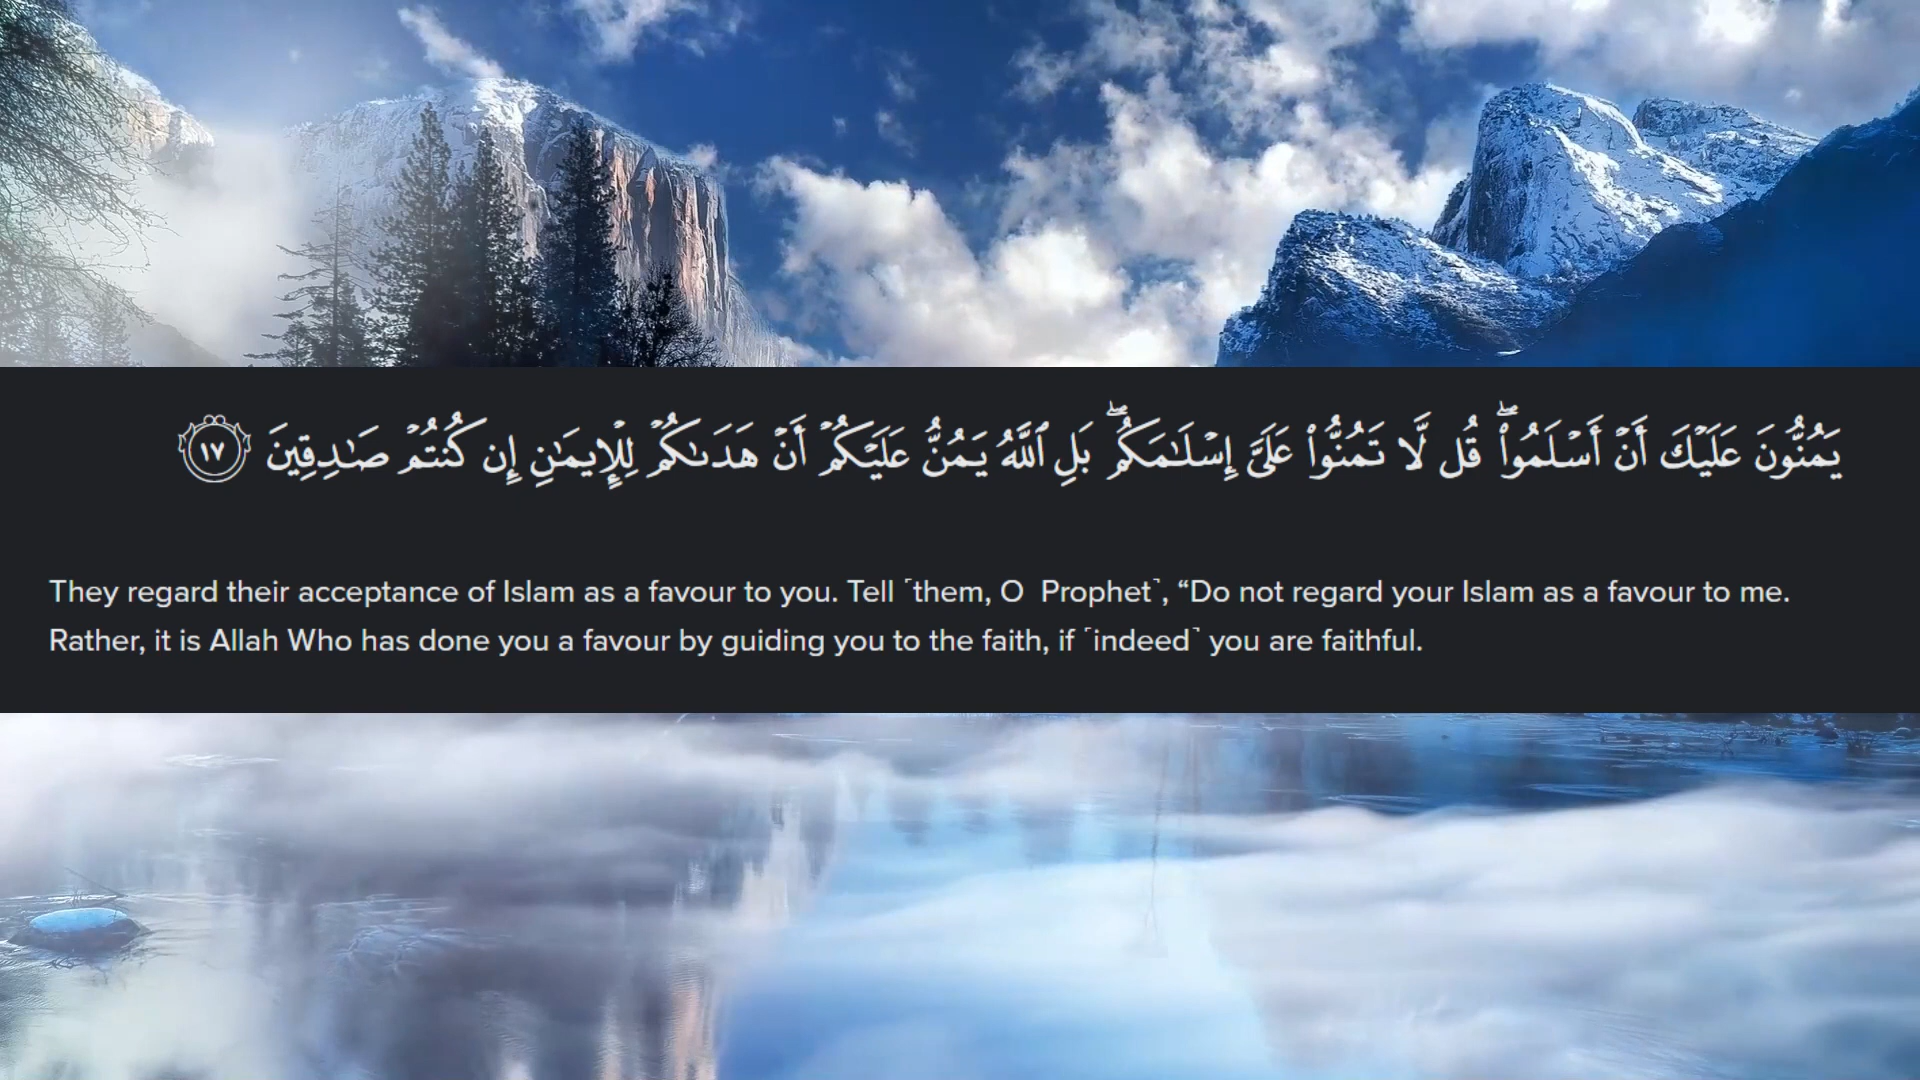 يَمُنُّونَ عَلَيْكَ أَنْ أَسْلَمُوا۟ ۖ قُل لَّا تَمُنُّوا۟ عَلَىَّ إِسْلَـٰمَكُم ۖ بَلِ ٱللَّهُ يَمُنُّ عَلَيْكُمْ أَنْ هَدَىٰكُمْ لِلْإِيمَـٰنِ إِن كُنتُمْ صَـٰدِقِينَ ١٧
They regard their acceptance of Islam as a favour to you. Tell ˹them, O Prophet˺, “Do not regard your Islam as a favour to me.
Rather, it is Allah Who has done you a favour by guiding you to the faith, if ˹indeed˺ you are faithful.